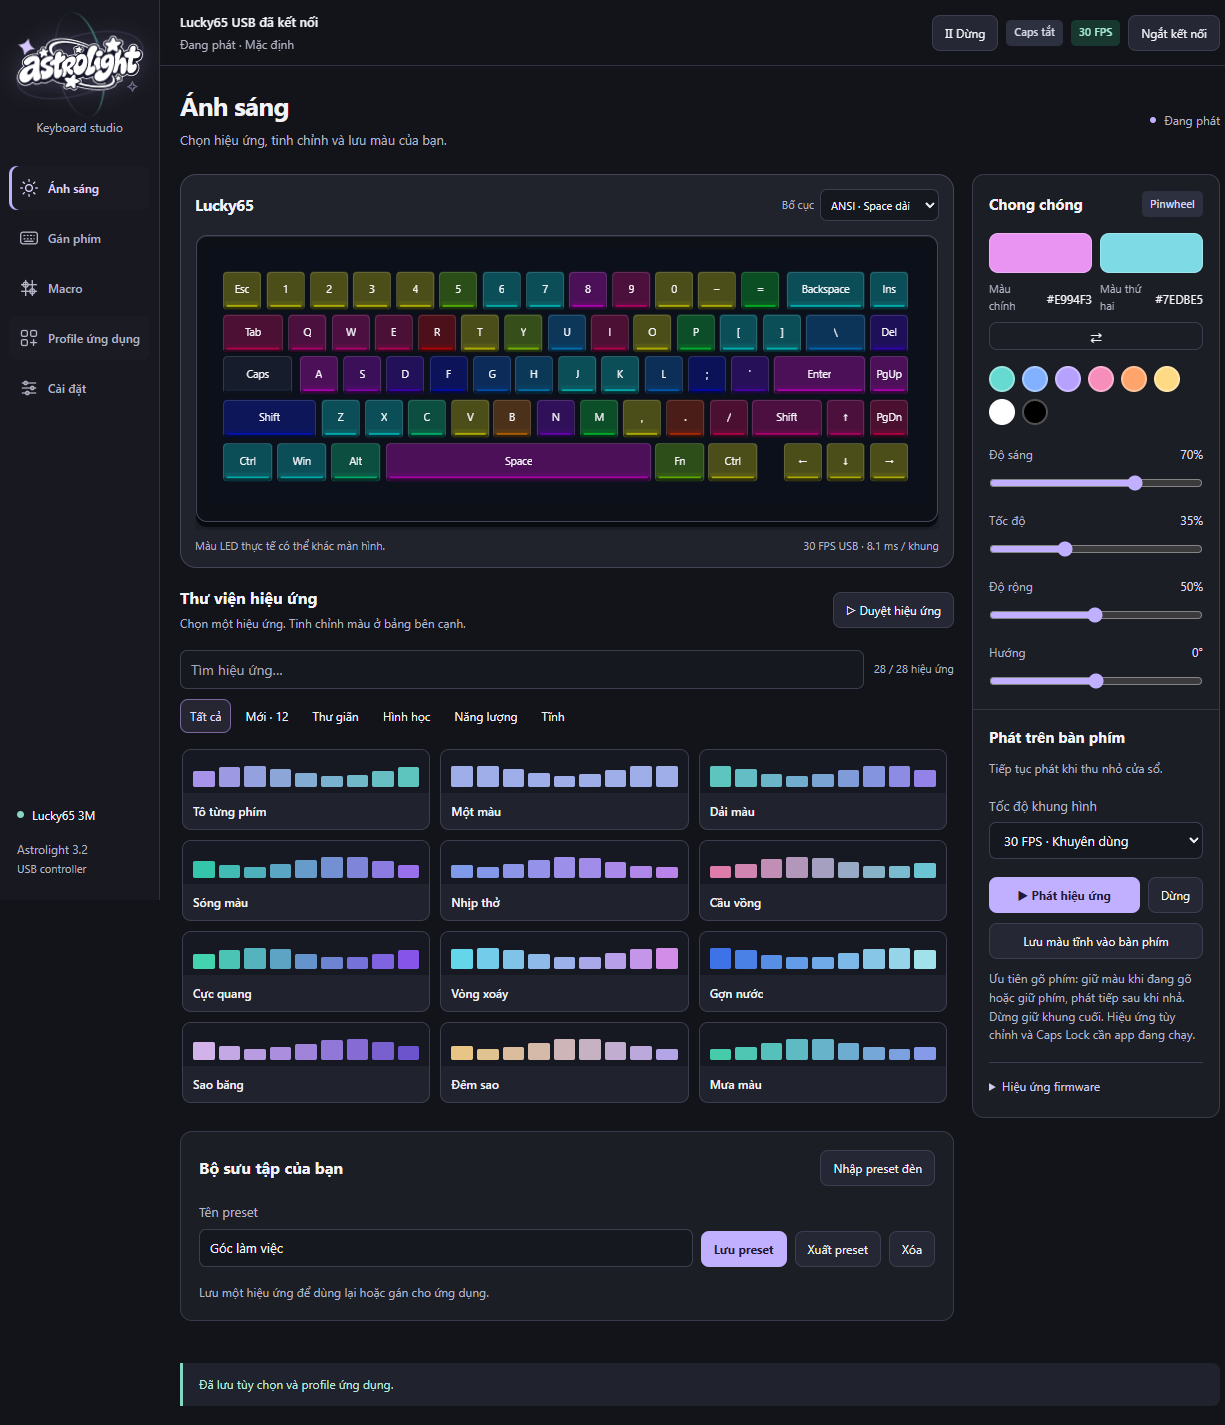 astrolight
Keyboard studio
Ánh sáng
Gán phím
Macro
Profile ứng dụng
Cài đặt
Lucky65 3M
Astrolight 3.2
USB controller
Lucky65 USB đã kết nối
Đang phát · Mặc định
II Dừng
Caps tắt
30 FPS
Ngắt kết nối
Ánh sáng
Chọn hiệu ứng, tinh chỉnh và lưu màu của bạn.
Đang phát
Lucky65
Bố cục
ANSI · Space dài
Esc 1 2 3 4 5 6 7 8 9 0 − = Backspace Ins
Tab Q W E R T Y U I O P [ ] \ Del
Caps A S D F G H J K L ; ' Enter PgUp
Shift Z X C V B N M , . / Shift ↑ PgDn
Ctrl Win Alt Space Fn Ctrl ← ↓ →
Màu LED thực tế có thể khác màn hình.
30 FPS USB · 8.1 ms / khung
Thư viện hiệu ứng
Chọn một hiệu ứng. Tinh chỉnh màu ở bảng bên cạnh.
▷ Duyệt hiệu ứng
Tìm hiệu ứng...
28 / 28 hiệu ứng
Tất cả
Mới · 12
Thư giãn
Hình học
Năng lượng
Tĩnh
Tô từng phím
Một màu
Dải màu
Sóng màu
Nhịp thở
Cầu vồng
Cực quang
Vòng xoáy
Gợn nước
Sao băng
Đêm sao
Mưa màu
Bộ sưu tập của bạn
Nhập preset đèn
Tên preset
Góc làm việc
Lưu preset
Xuất preset
Xóa
Lưu một hiệu ứng để dùng lại hoặc gán cho ứng dụng.
Đã lưu tùy chọn và profile ứng dụng.
Chong chóng
Pinwheel
Màu
chính
#E994F3
Màu thứ
hai
#7EDBE5
⇄
Độ sáng
70%
Tốc độ
35%
Độ rộng
50%
Hướng
0°
Phát trên bàn phím
Tiếp tục phát khi thu nhỏ cửa sổ.
Tốc độ khung hình
30 FPS · Khuyên dùng
▶ Phát hiệu ứng
Dừng
Lưu màu tĩnh vào bàn phím
Ưu tiên gõ phím: giữ màu khi đang gõ
hoặc giữ phím, phát tiếp sau khi nhả.
Dừng giữ khung cuối. Hiệu ứng tùy
chỉnh và Caps Lock cần app đang chạy.
▶ Hiệu ứng firmware